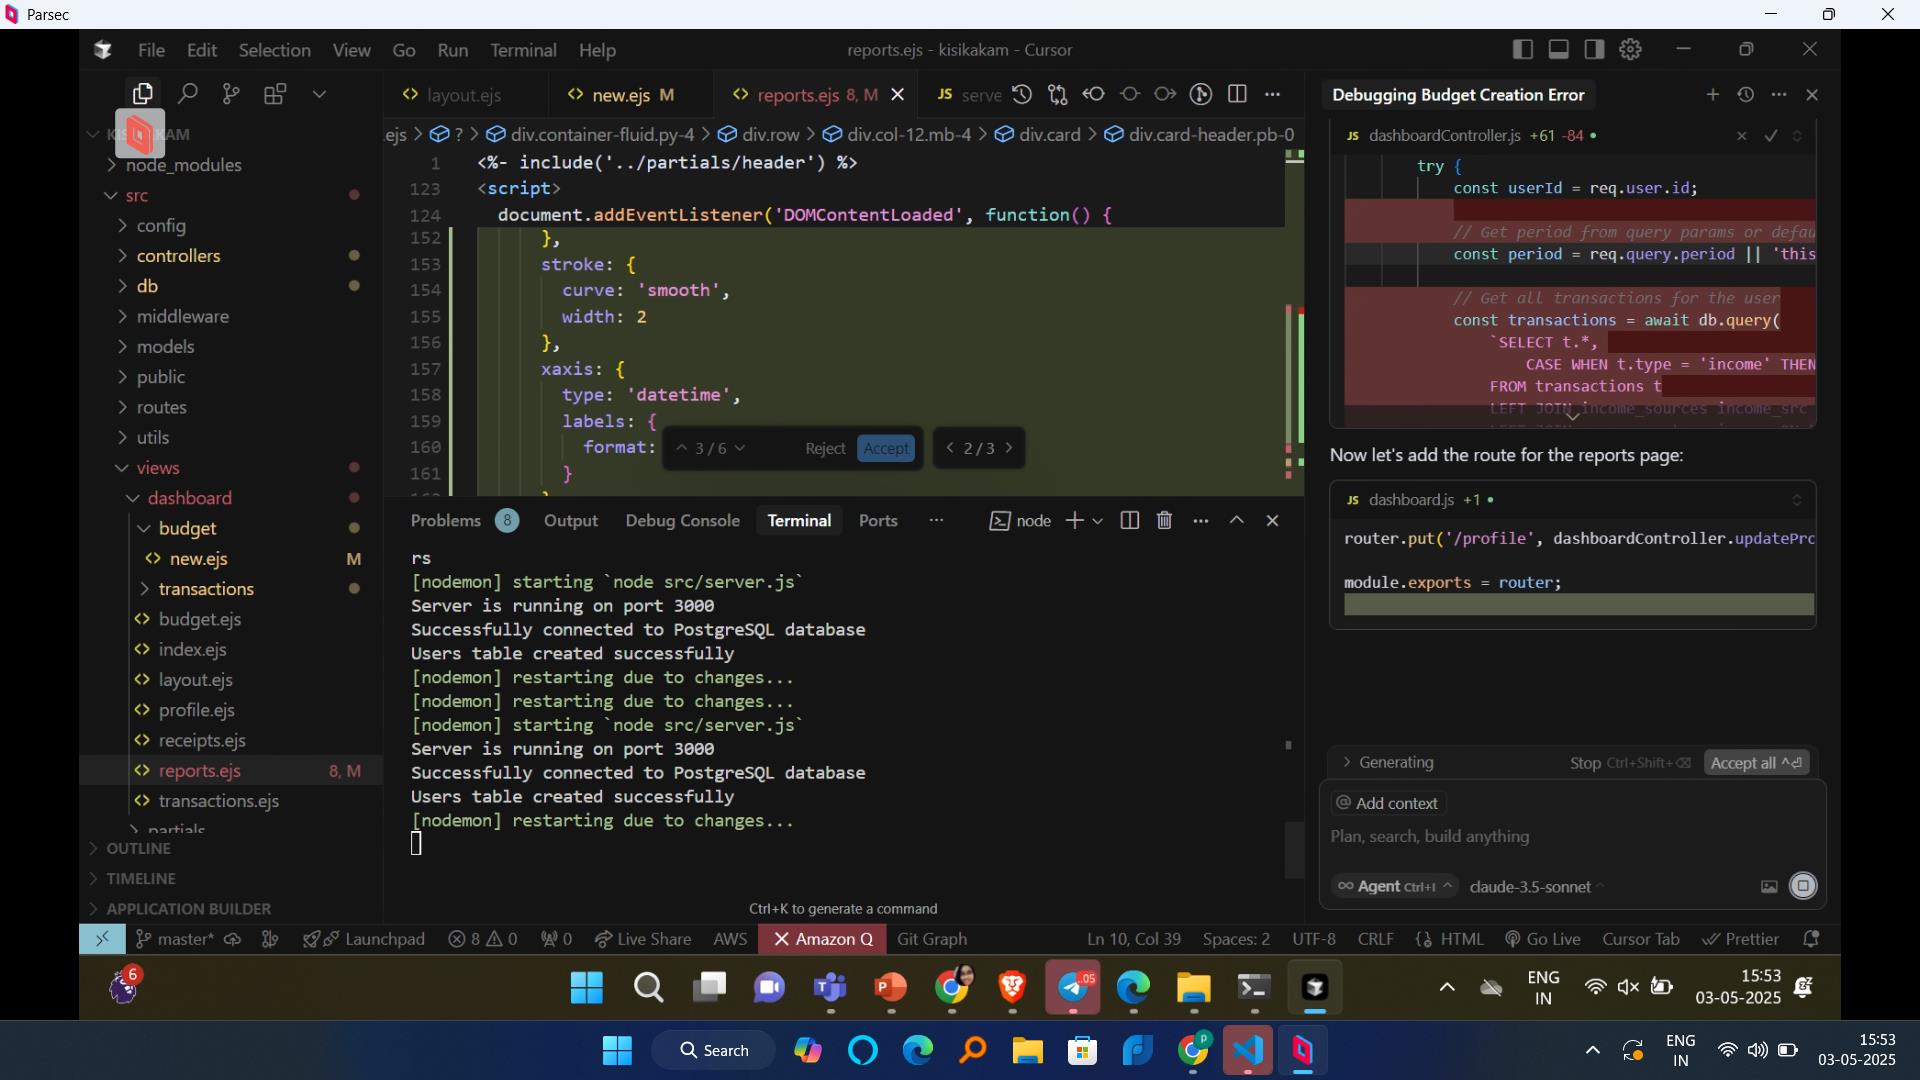 Parsec
File Edit Selection View Go Run Terminal Help
reports.ejs - kisikakam - Cursor
layout.ejs
new.ejs M
reports.ejs 8, M
JS serve
.ejs > ? > div.container-fluid.py-4 > div.row > div.col-12.mb-4 > div.card > div.card-header.pb-0
node_modules
src
config
controllers
db
middleware
models
public
routes
utils
views
dashboard
budget
new.ejs M
transactions
budget.ejs
index.ejs
layout.ejs
profile.ejs
receipts.ejs
reports.ejs 8, M
transactions.ejs
partials
OUTLINE
TIMELINE
APPLICATION BUILDER
1 <%- include('../partials/header') %>
123 <script>
124 document.addEventListener('DOMContentLoaded', function() {
152 },
153 stroke: {
154 curve: 'smooth',
155 width: 2
156 },
157 xaxis: {
158 type: 'datetime',
159 labels: {
160 format:
161 }
3 / 6 Reject Accept
2 / 3
Problems 8 Output Debug Console Terminal Ports
node
rs
[nodemon] starting `node src/server.js`
Server is running on port 3000
Successfully connected to PostgreSQL database
Users table created successfully
[nodemon] restarting due to changes...
[nodemon] restarting due to changes...
[nodemon] starting `node src/server.js`
Server is running on port 3000
Successfully connected to PostgreSQL database
Users table created successfully
[nodemon] restarting due to changes...
Ctrl+K to generate a command
Debugging Budget Creation Error
JS dashboardController.js +61 -84
try {
const userId = req.user.id;
// Get period from query params or defau
const period = req.query.period || 'this
// Get all transactions for the user
const transactions = await db.query(
`SELECT t.*,
CASE WHEN t.type = 'income' THEN
FROM transactions t
LEFT JOIN income_sources income_src
Now let's add the route for the reports page:
JS dashboard.js +1
router.put('/profile', dashboardController.updatePro
module.exports = router;
Generating Stop Ctrl+Shift+⌫ Accept all ^⏎
@ Add context
Plan, search, build anything
∞ Agent Ctrl+I claude-3.5-sonnet
master* Launchpad 8 0 0 Live Share AWS Amazon Q Git Graph
Ln 10, Col 39 Spaces: 2 UTF-8 CRLF {} HTML Go Live Cursor Tab Prettier
6
.05
ENG
IN
15:53
03-05-2025
Search
P
ENG
IN
15:53
03-05-2025